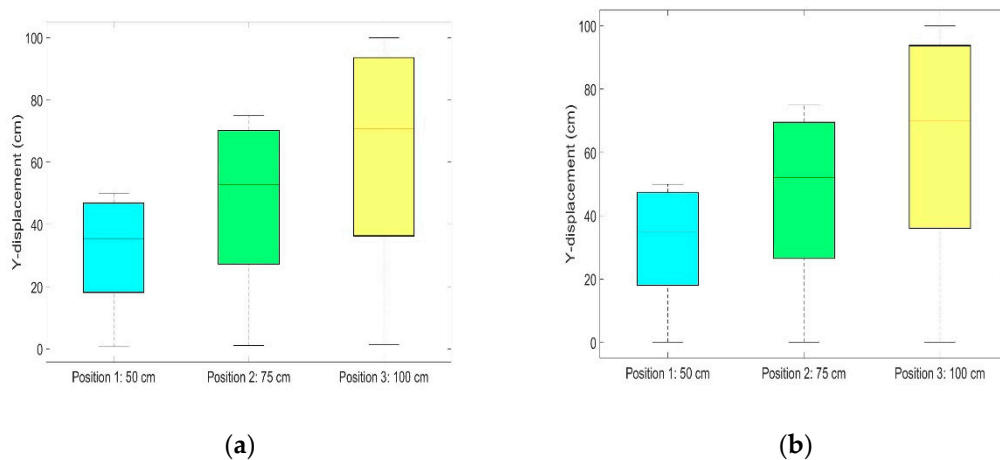 100
80
60
40
20
0
Y-displacement (cm)
Position 1: 50 cm Position 2: 75 cm Position 3: 100 cm
(a)
100
80
60
40
20
0
Y-displacement (cm)
Position 1: 50 cm Position 2: 75 cm Position 3: 100 cm
(b)